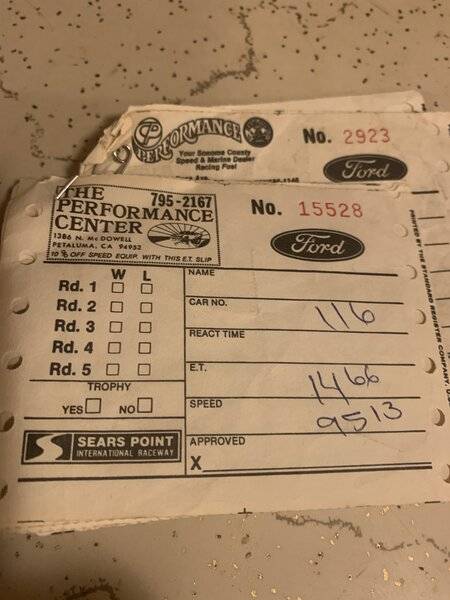 PERFORMANCE
Your Sonoma County
Speed & Marine Dealer
Racing Fuel
No. 2923
Ford
THE
PERFORMANCE
CENTER
795-2167
1386 N. McDOWELL
PETALUMA, CA 94952
10% OFF SPEED EQUIP. WITH THIS E.T. SLIP
No. 15528
Ford
W L
Rd. 1
Rd. 2
Rd. 3
Rd. 4
Rd. 5
TROPHY
YES NO
SEARS POINT
INTERNATIONAL RACEWAY
NAME
CAR NO.
116
REACT TIME
E.T.
1466
SPEED
9513
APPROVED
X
PRINTED BY THE STANDARD REGISTER COMPANY